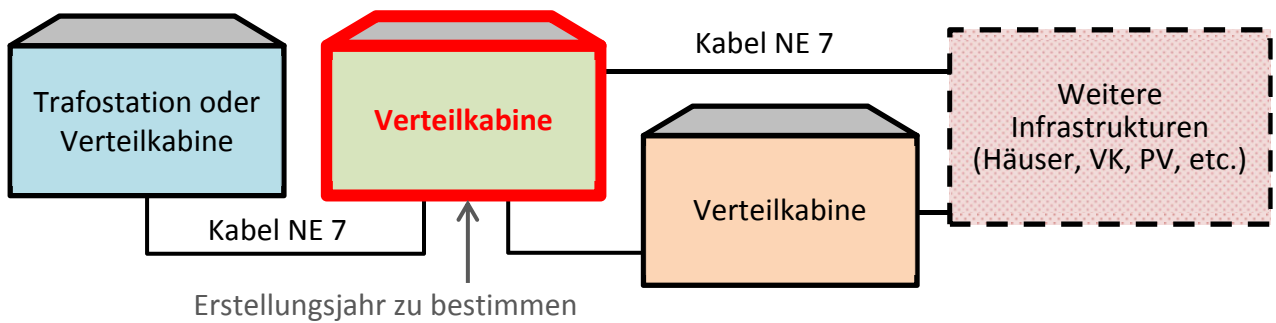 Trafostation oder
Verteilkabine
Verteilkabine
Kabel NE 7
Weitere
Infrastrukturen
(Häuser, VK, PV, etc.)
Verteilkabine
Kabel NE 7
Erstellungsjahr zu bestimmen